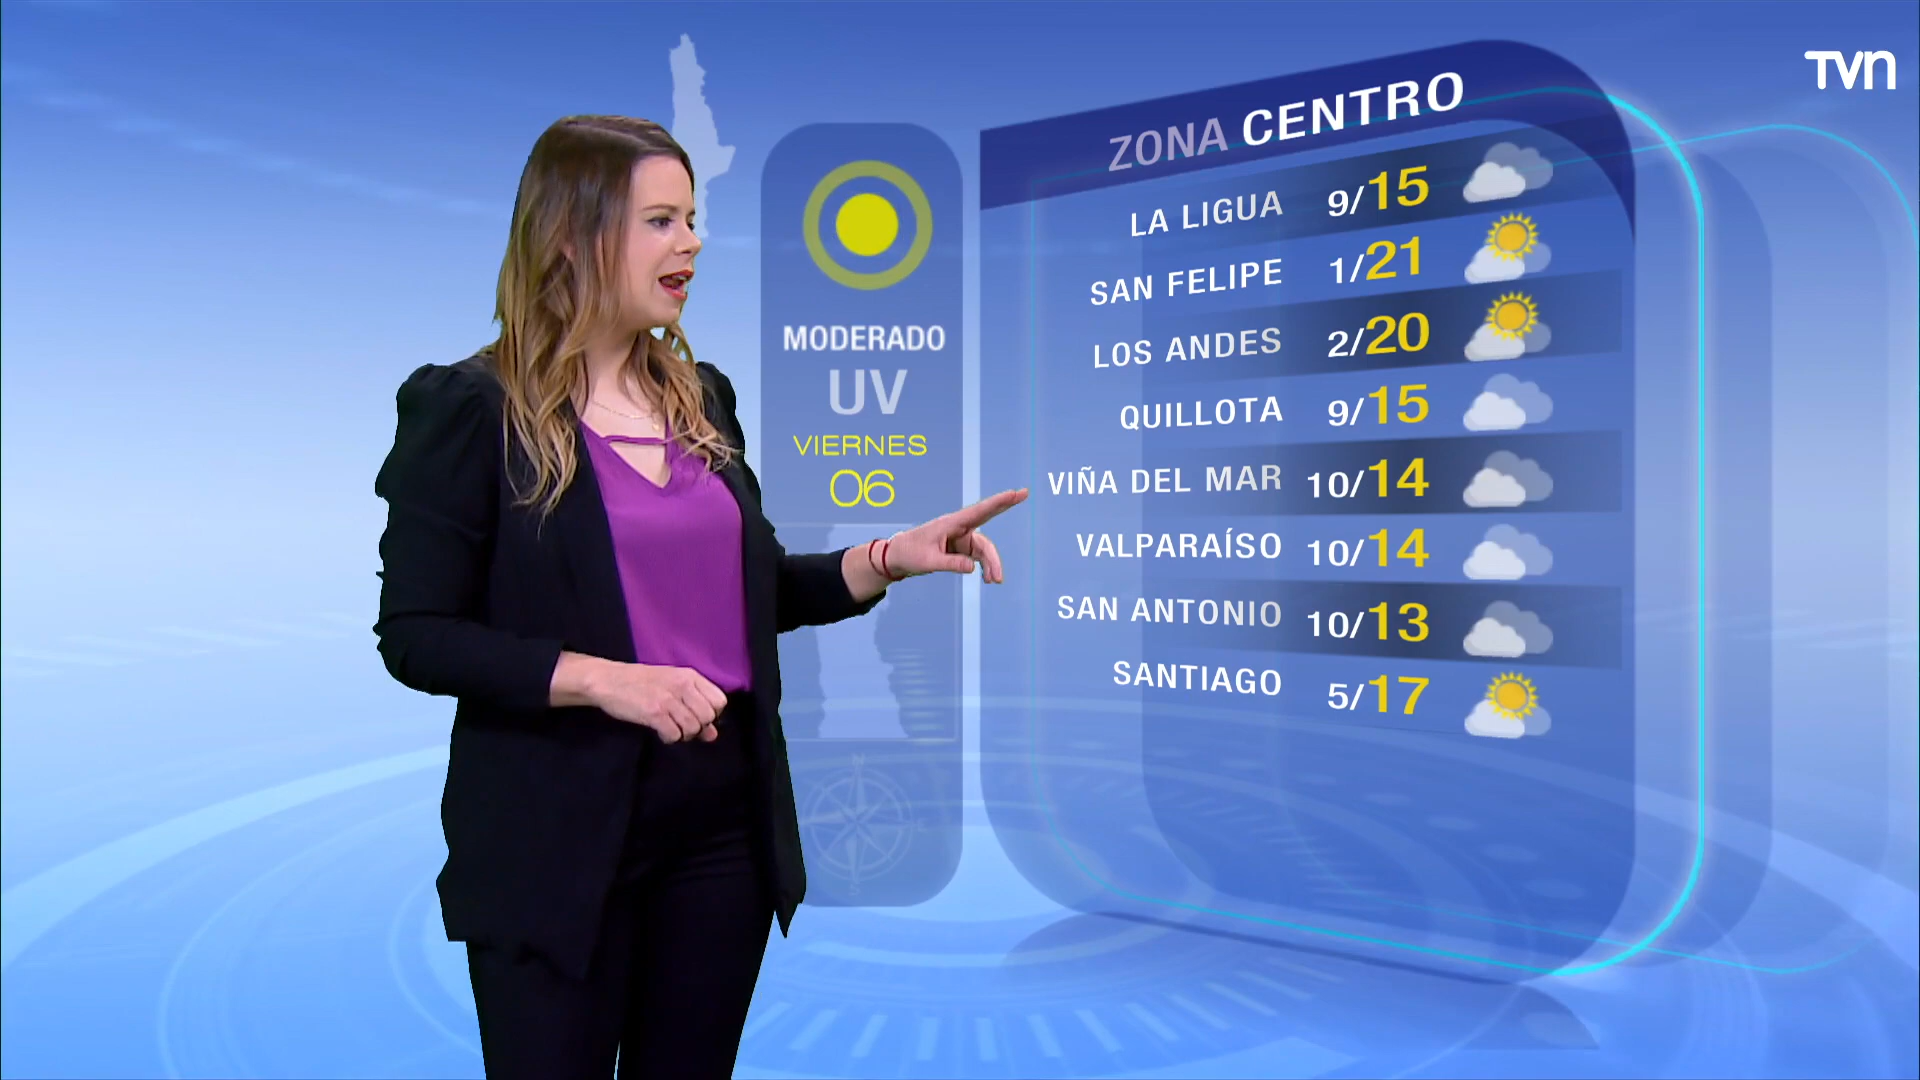 TVN
ZONA CENTRO
MODERADO
UV
VIERNES
06
LA LIGUA 9/15
SAN FELIPE 1/21
LOS ANDES 2/20
QUILLOTA 9/15
VIÑA DEL MAR 10/14
VALPARAÍSO 10/14
SAN ANTONIO 10/13
SANTIAGO 5/17
N
S